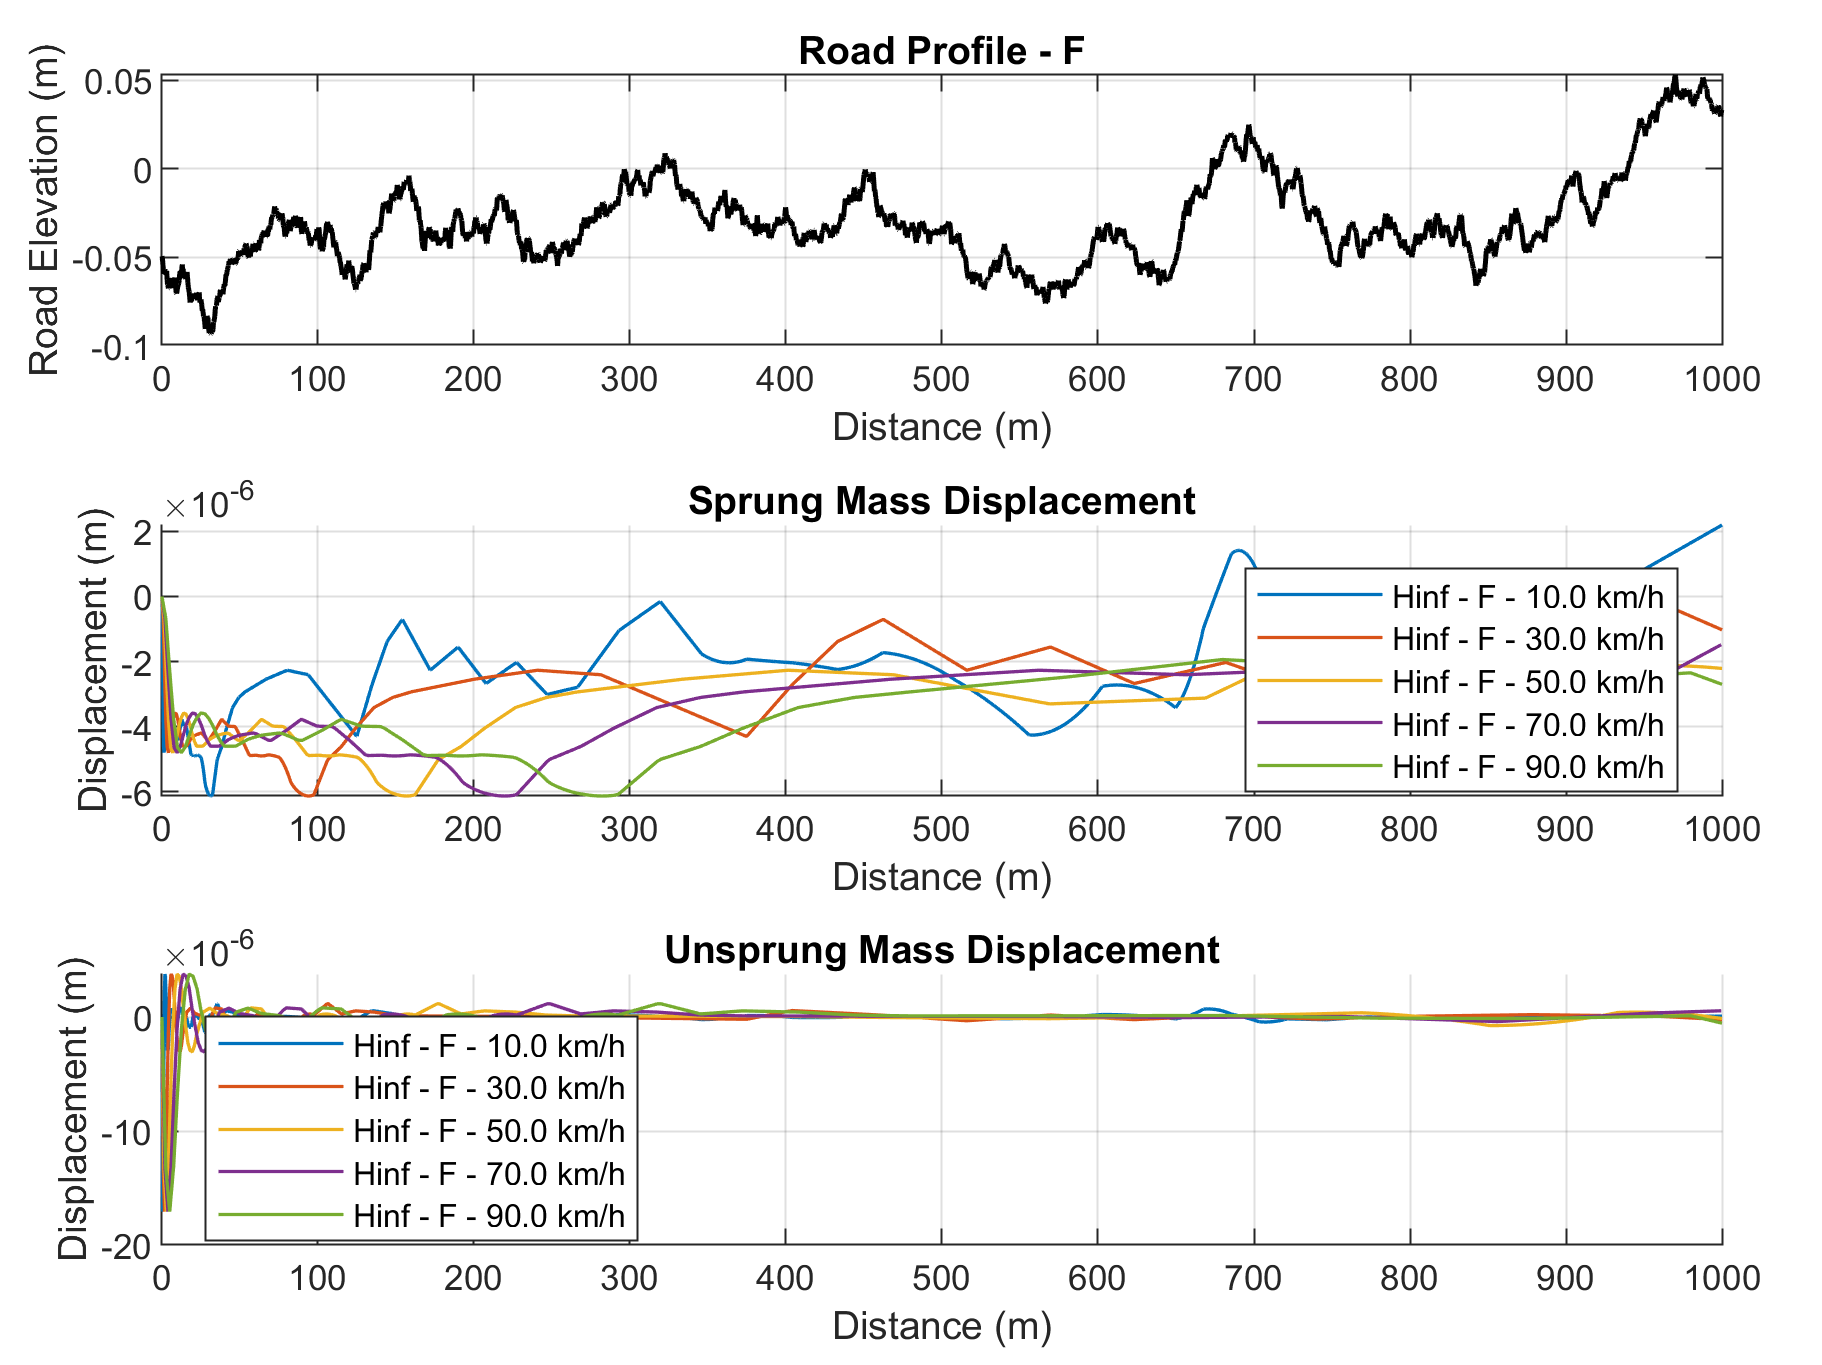 Road Profile - F
Road Elevation (m)
0.05
0
-0.05
-0.1
0 100 200 300 400 500 600 700 800 900 1000
Distance (m)
×10-6
Sprung Mass Displacement
Displacement (m)
2
0
-2
-4
-6
Hinf - F - 10.0 km/h
Hinf - F - 30.0 km/h
Hinf - F - 50.0 km/h
Hinf - F - 70.0 km/h
Hinf - F - 90.0 km/h
0 100 200 300 400 500 600 700 800 900 1000
Distance (m)
×10-6
Unsprung Mass Displacement
Displacement (m)
0
-10
-20
Hinf - F - 10.0 km/h
Hinf - F - 30.0 km/h
Hinf - F - 50.0 km/h
Hinf - F - 70.0 km/h
Hinf - F - 90.0 km/h
0 100 200 300 400 500 600 700 800 900 1000
Distance (m)